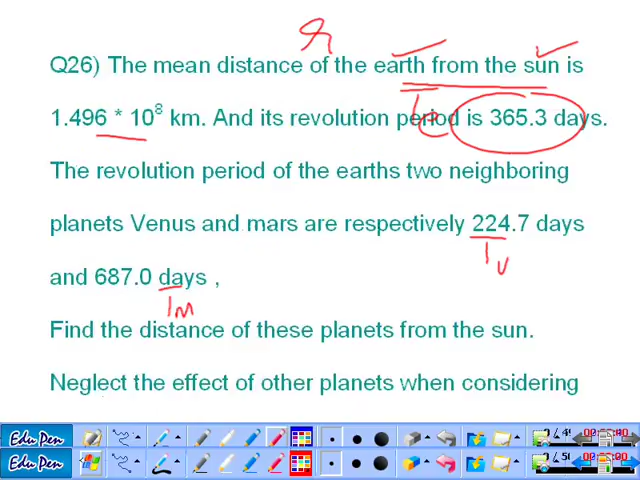 Q26) The mean distance of the earth from the sun is
1.496 * 10⁸ km. And its revolution period is 365.3 days.
Te
The revolution period of the earths two neighboring
planets Venus and mars are respectively 224.7 days
Tv
and 687.0 days ,
TM
Find the distance of these planets from the sun.
Neglect the effect of other planets when considering
Edu Pen
Edu Pen